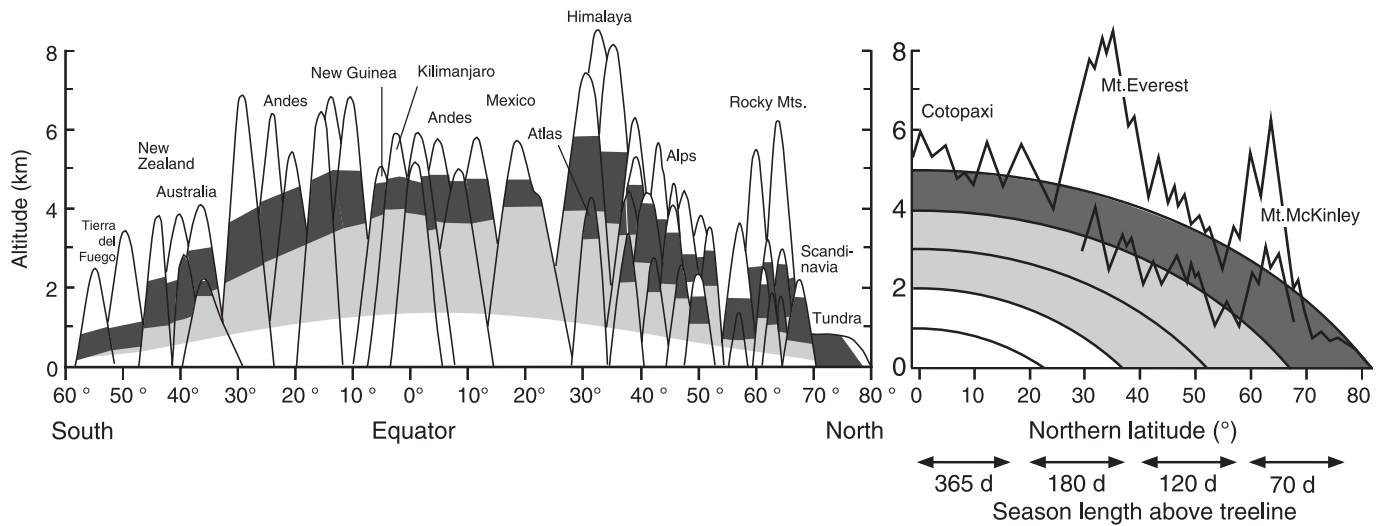 Himalaya
New Guinea
Kilimanjaro
Andes
Mexico
Andes
Rocky Mts.
Atlas
Alps
New
Zealand
Australia
Tierra
del
Fuego
Scandi-
navia
Tundra
Altitude (km)
8
6
4
2
0
60 ° 50 ° 40 ° 30 ° 20 ° 10 ° 0 ° 10 ° 20 ° 30 ° 40 ° 50 ° 60 ° 70 ° 80 °
South Equator North
8
6
4
2
0
Cotopaxi
Mt.Everest
Mt.McKinley
0 10 20 30 40 50 60 70 80
Northern latitude (°)
365 d 180 d 120 d 70 d
Season length above treeline